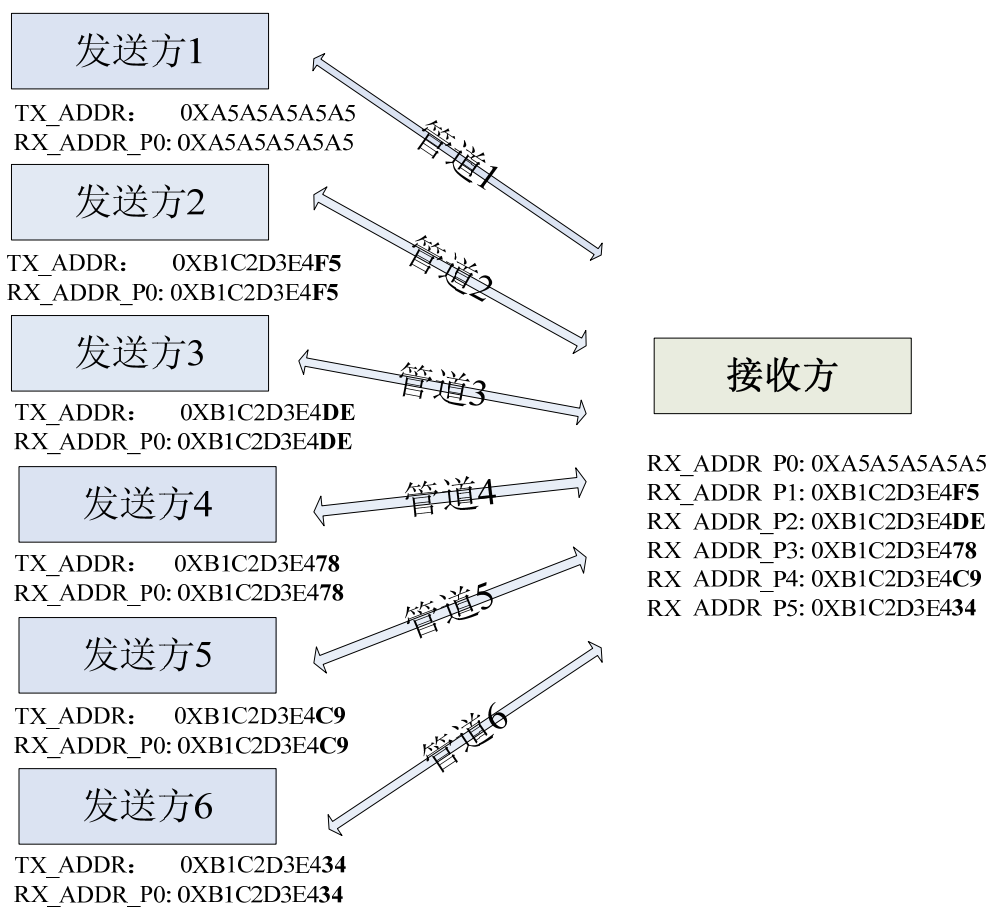 发送方1
TX_ADDR： 0XA5A5A5A5A5
RX_ADDR_P0: 0XA5A5A5A5A5
发送方2
TX_ADDR： 0XB1C2D3E4F5
RX_ADDR_P0: 0XB1C2D3E4F5
发送方3
TX_ADDR： 0XB1C2D3E4DE
RX_ADDR_P0: 0XB1C2D3E4DE
发送方4
TX_ADDR： 0XB1C2D3E478
RX_ADDR_P0: 0XB1C2D3E478
发送方5
TX_ADDR： 0XB1C2D3E4C9
RX_ADDR_P0: 0XB1C2D3E4C9
发送方6
TX_ADDR： 0XB1C2D3E434
RX_ADDR_P0: 0XB1C2D3E434
管道1
管道2
管道3
管道4
管道5
管道6
接收方
RX_ADDR_P0: 0XA5A5A5A5A5
RX_ADDR_P1: 0XB1C2D3E4F5
RX_ADDR_P2: 0XB1C2D3E4DE
RX_ADDR_P3: 0XB1C2D3E478
RX_ADDR_P4: 0XB1C2D3E4C9
RX_ADDR_P5: 0XB1C2D3E434